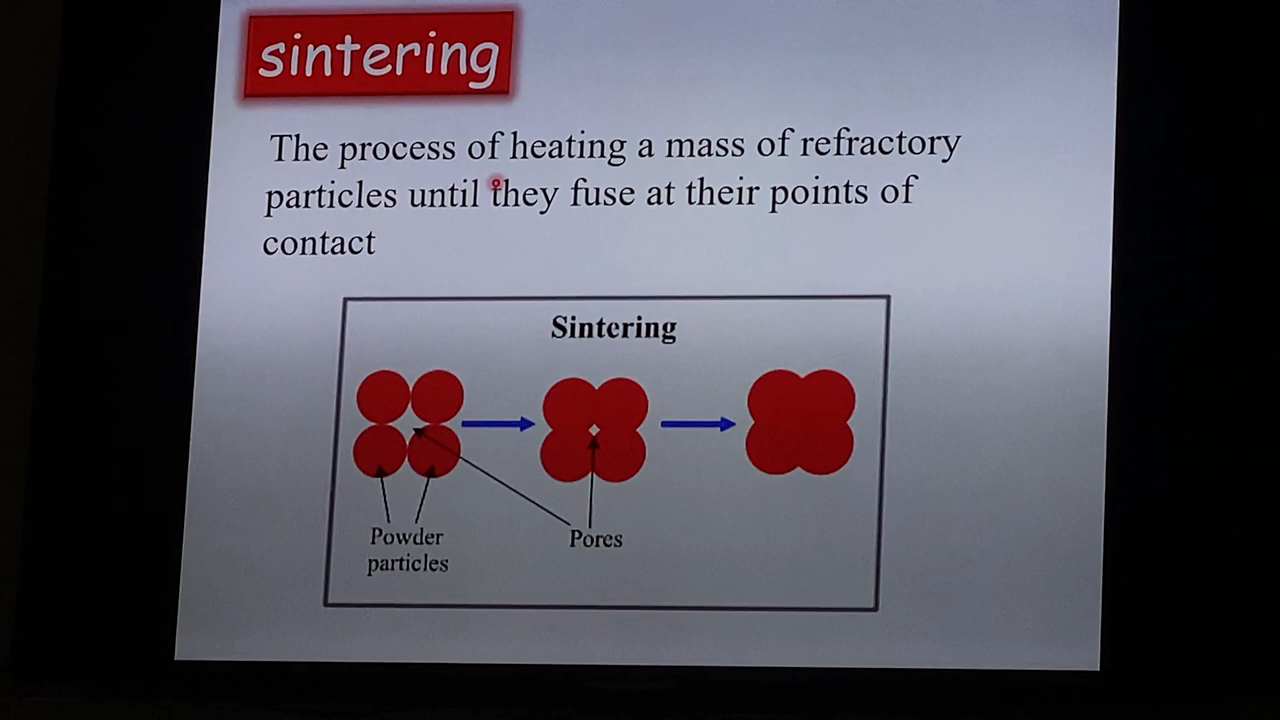 sintering
The process of heating a mass of refractory
particles until they fuse at their points of
contact
Sintering
Powder
particles
Pores